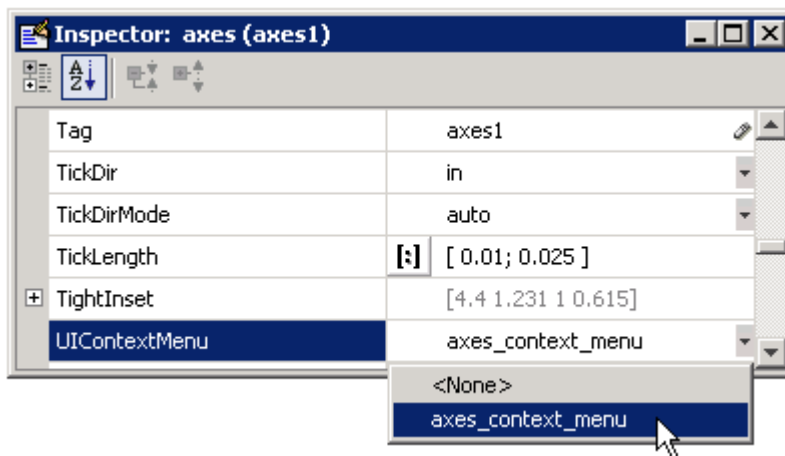 Inspector: axes (axes1)
Tag axes1
TickDir in
TickDirMode auto
TickLength [:] [ 0.01; 0.025 ]
TightInset [4.4 1.231 1 0.615]
UIContextMenu axes_context_menu
<None>
axes_context_menu